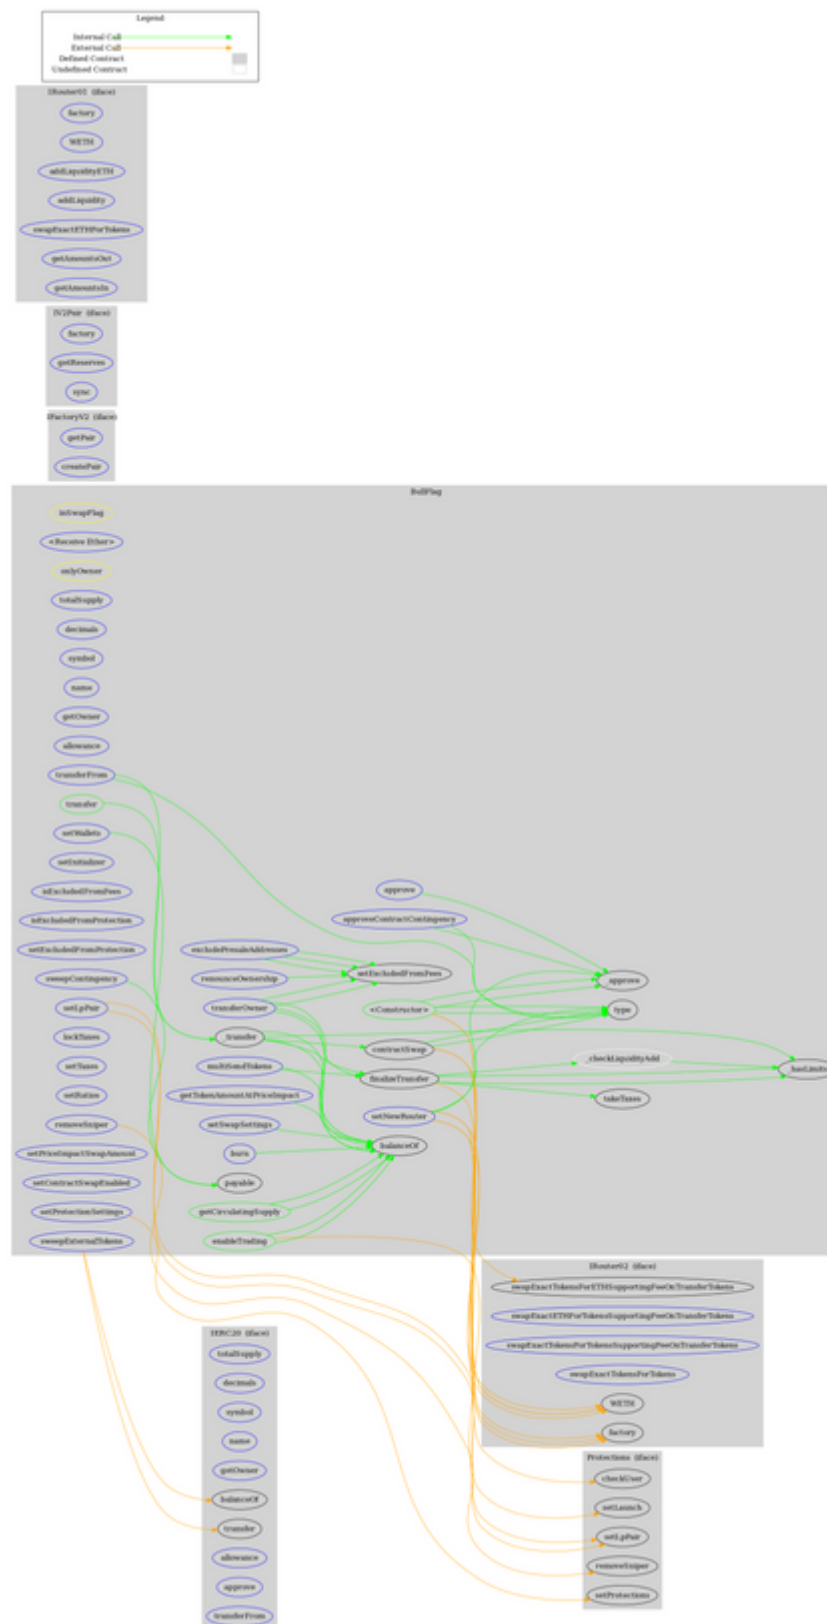 Legend
Internal Call
External Call
Defined Contract
Undefined Contract
IRouter01 (iface)
factory
WETH
addLiquidityETH
addLiquidity
swapExactETHForTokens
getAmountsOut
getAmountsIn
IV2Pair (iface)
factory
getReserves
sync
IFactoryV2 (iface)
getPair
createPair
BullFlag
inSwapFlag
<Receive Ether>
onlyOwner
totalSupply
decimals
symbol
name
getOwner
allowance
transferFrom
transfer
setWallets
setInitializer
isExcludedFromFees
isExcludedFromProtection
setExcludedFromProtection
sweepContingency
setLpPair
lockTaxes
setTaxes
setRatios
removeSniper
setPriceImpactSwapAmount
setContractSwapEnabled
setProtectionSettings
sweepExternalTokens
excludePresaleAddresses
renounceOwnership
transferOwner
_transfer
multiSendTokens
getTokenAmountAtPriceImpact
setSwapSettings
burn
payable
getCirculatingSupply
enableTrading
approve
approveContractContingency
setExcludedFromFees
<Constructor>
contractSwap
finalizeTransfer
setNewRouter
balanceOf
_approve
type
_checkLiquidityAdd
takeTaxes
_hasLimits
IRouter02 (iface)
swapExactTokensForETHSupportingFeeOnTransferTokens
swapExactETHForTokensSupportingFeeOnTransferTokens
swapExactTokensForTokensSupportingFeeOnTransferTokens
swapExactTokensForTokens
WETH
factory
Protections (iface)
checkUser
setLaunch
setLpPair
removeSniper
setProtections
IERC20 (iface)
totalSupply
decimals
symbol
name
getOwner
balanceOf
transfer
allowance
approve
transferFrom